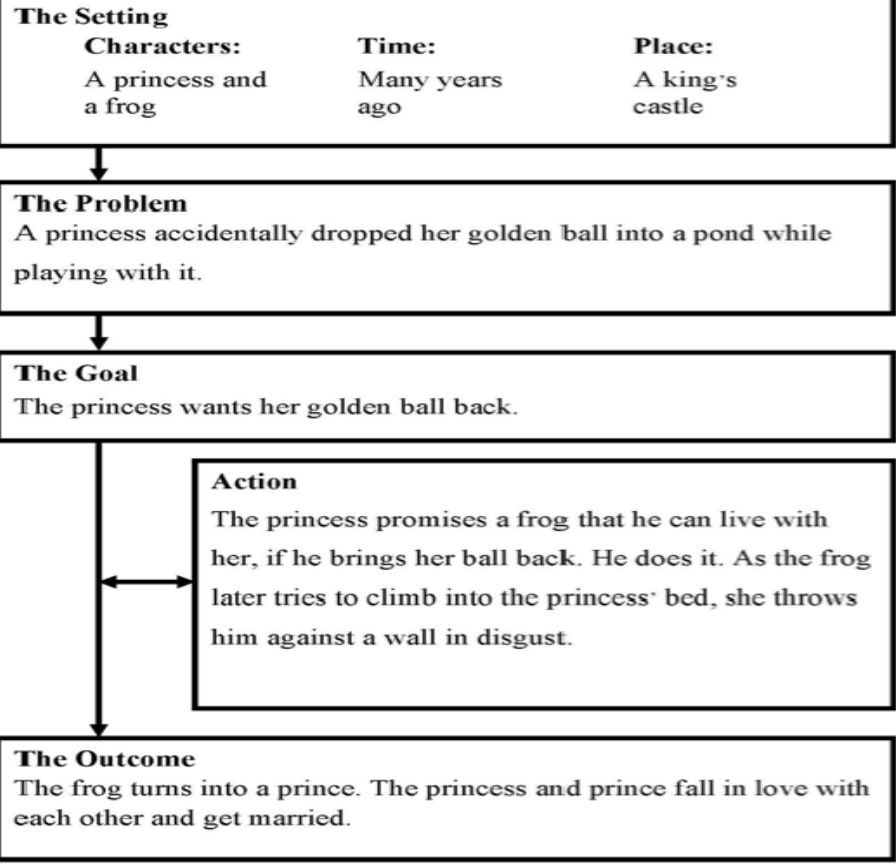 The Setting
Characters: Time: Place:
A princess and Many years A king's
a frog ago castle
The Problem
A princess accidentally dropped her golden ball into a pond while
playing with it.
The Goal
The princess wants her golden ball back.
Action
The princess promises a frog that he can live with
her, if he brings her ball back. He does it. As the frog
later tries to climb into the princess' bed, she throws
him against a wall in disgust.
The Outcome
The frog turns into a prince. The princess and prince fall in love with
each other and get married.